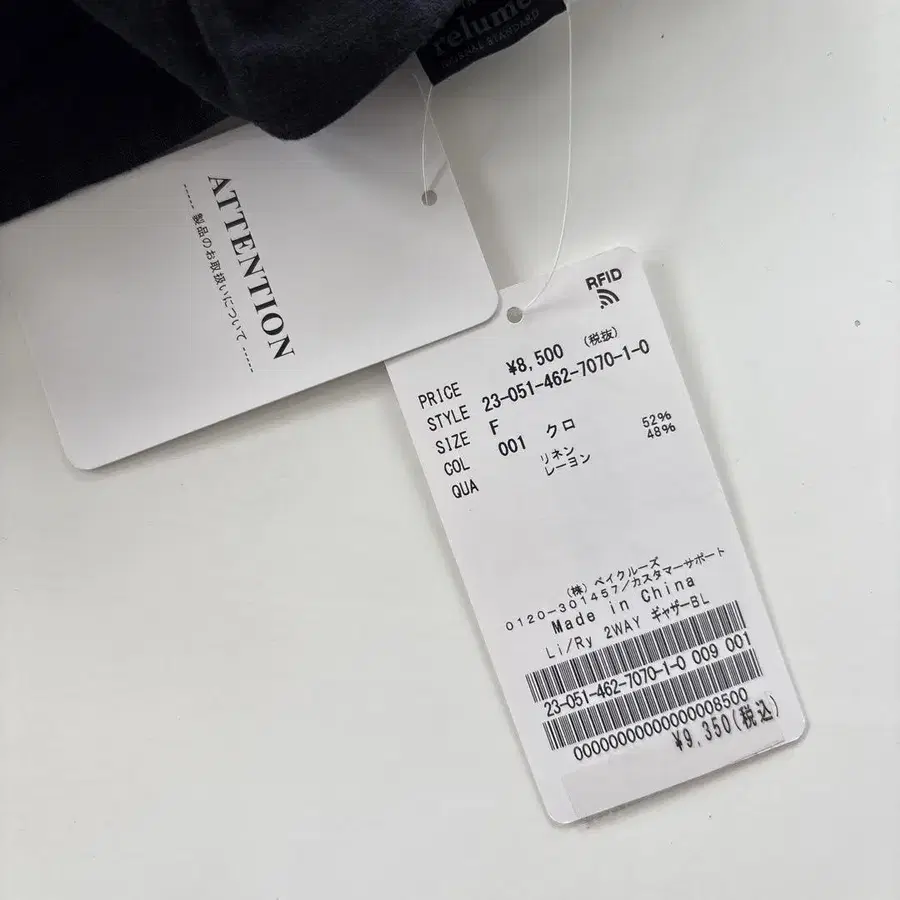 relume
JOURNAL STANDARD
ATTENTION
----- 製品のお取扱いについて -----
RFID
PRICE ¥8,500 (税抜)
STYLE 23-051-462-7070-1-0
SIZE F
COL 001 クロ
QUA リネン 52%
レーヨン 48%
(株) ベイクルーズ
0120-301457/カスタマーサポート
Made in China
Li/Ry 2WAY ギャザーBL
23-051-462-7070-1-0 009 001
00000000000000008500
¥9,350(税込)